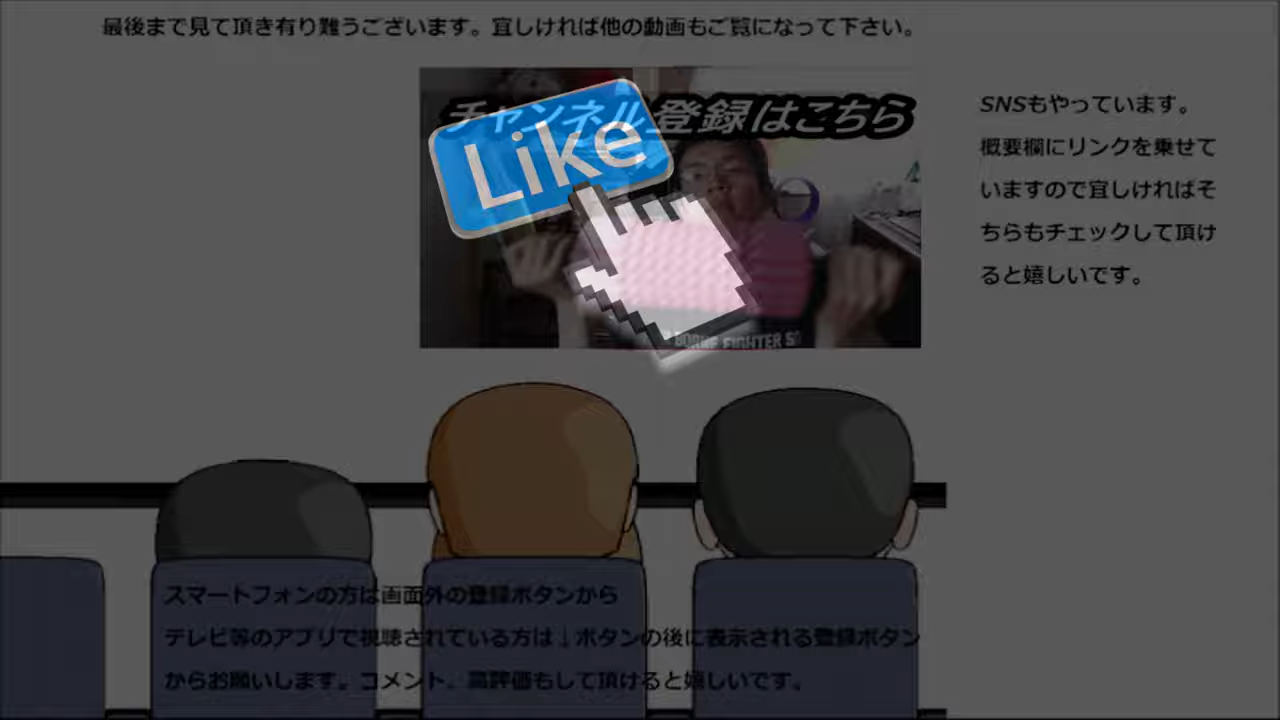 最後まで見て頂き有り難うございます。宜しければ他の動画もご覧になって下さい。
チャンネル登録はこちら
Like
SNSもやっています。
概要欄にリンクを乗せて
いますので宜しければそ
ちらもチェックして頂け
ると嬉しいです。
BORNE FIGHTER SQ
スマートフォンの方は画面外の登録ボタンから
テレビ等のアプリで視聴されている方は↓ボタンの後に表示される登録ボタン
からお願いします。コメント、高評価もして頂けると嬉しいです。